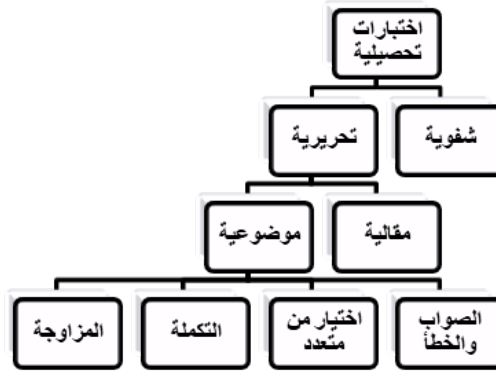 اختبارات
تحصيلية
شفوية
تحريرية
مقالية
موضوعية
الصواب
والخطأ
اختيار من
متعدد
التكملة
المزاوجة